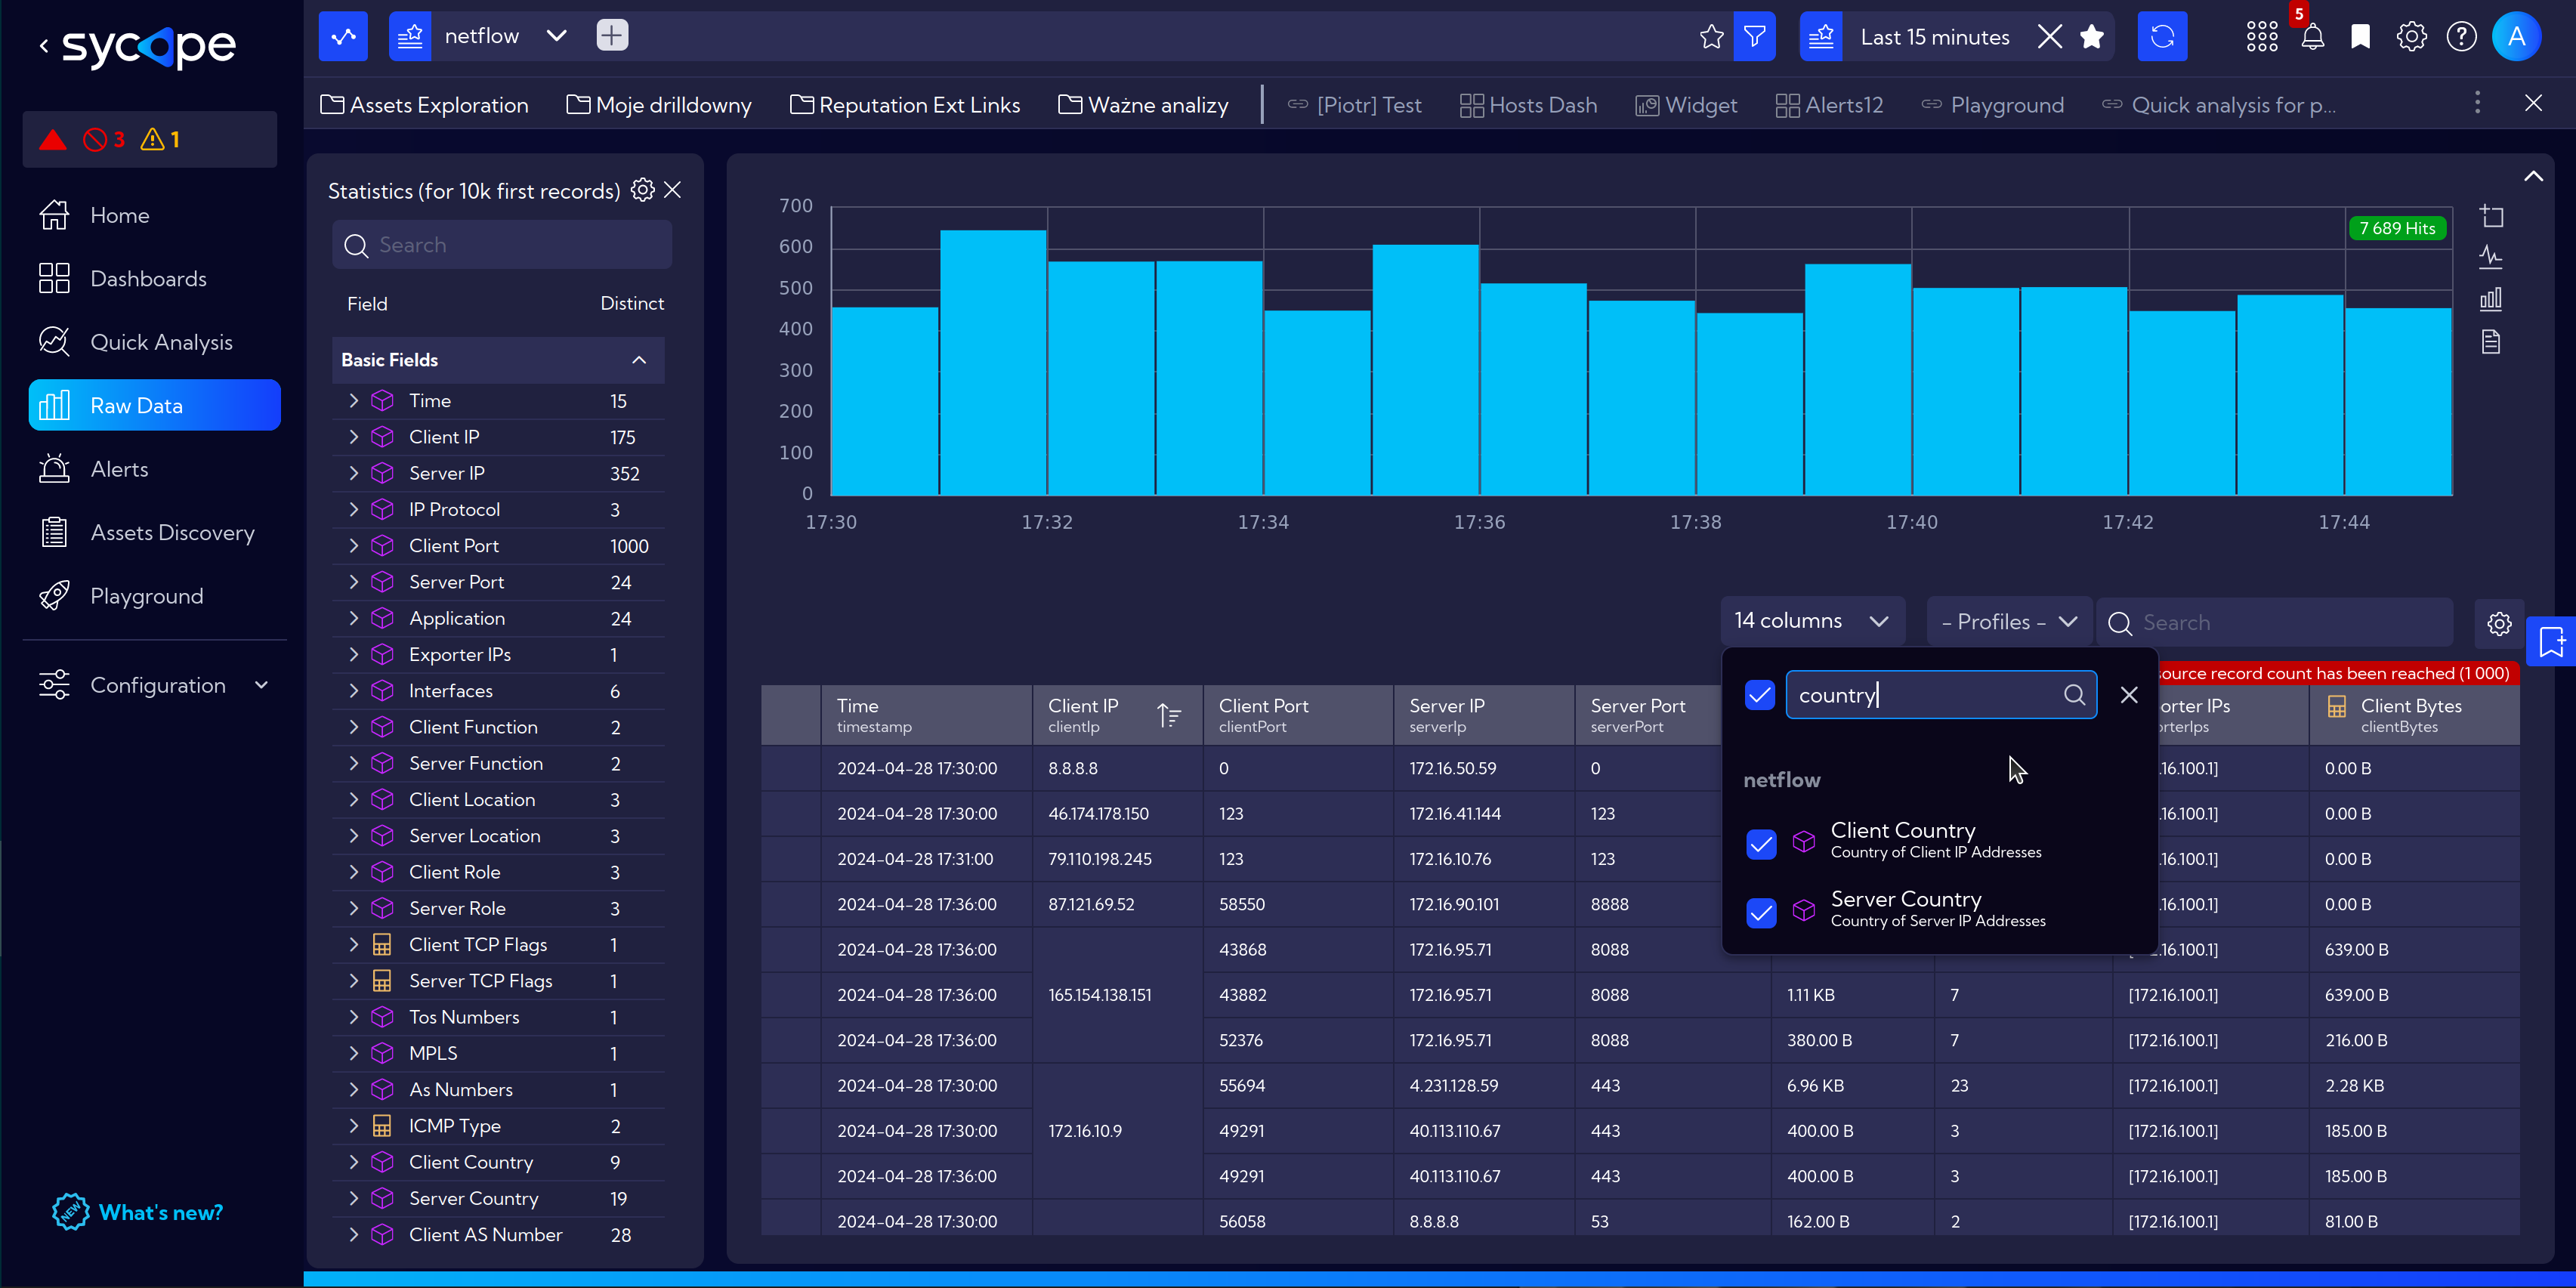 sycope
netflow
Last 15 minutes
5
A
Assets Exploration
Moje drilldowny
Reputation Ext Links
Ważne analizy
[Piotr] Test
Hosts Dash
Widget
Alerts12
Playground
Quick analysis for p...
3
1
Home
Dashboards
Quick Analysis
Raw Data
Alerts
Assets Discovery
Playground
Configuration
NEW What's new?
Statistics (for 10k first records)
Search
Field Distinct
Basic Fields
Time 15
Client IP 175
Server IP 352
IP Protocol 3
Client Port 1000
Server Port 24
Application 24
Exporter IPs 1
Interfaces 6
Client Function 2
Server Function 2
Client Location 3
Server Location 3
Client Role 3
Server Role 3
Client TCP Flags 1
Server TCP Flags 1
Tos Numbers 1
MPLS 1
As Numbers 1
ICMP Type 2
Client Country 9
Server Country 19
Client AS Number 28
700
600
500
400
300
200
100
0
17:30 17:32 17:34 17:36 17:38 17:40 17:42 17:44
7 689 Hits
14 columns
- Profiles -
Search
ource record count has been reached (1 000)
country
netflow
Client Country
Country of Client IP Addresses
Server Country
Country of Server IP Addresses
Time Client IP Client Port Server IP Server Port orter IPs Client Bytes
timestamp clientIp clientPort serverIp serverPort orterIps clientBytes
2024-04-28 17:30:00 8.8.8.8 0 172.16.50.59 0 .16.100.1] 0.00 B
2024-04-28 17:30:00 46.174.178.150 123 172.16.41.144 123 .16.100.1] 0.00 B
2024-04-28 17:31:00 79.110.198.245 123 172.16.10.76 123 .16.100.1] 0.00 B
2024-04-28 17:36:00 87.121.69.52 58550 172.16.90.101 8888 .16.100.1] 0.00 B
2024-04-28 17:36:00 43868 172.16.95.71 8088 .16.100.1] 639.00 B
2024-04-28 17:36:00 165.154.138.151 43882 172.16.95.71 8088 1.11 KB 7 [172.16.100.1] 639.00 B
2024-04-28 17:36:00 52376 172.16.95.71 8088 380.00 B 7 [172.16.100.1] 216.00 B
2024-04-28 17:30:00 55694 4.231.128.59 443 6.96 KB 23 [172.16.100.1] 2.28 KB
2024-04-28 17:30:00 172.16.10.9 49291 40.113.110.67 443 400.00 B 3 [172.16.100.1] 185.00 B
2024-04-28 17:30:00 49291 40.113.110.67 443 400.00 B 3 [172.16.100.1] 185.00 B
2024-04-28 17:30:00 56058 8.8.8.8 53 162.00 B 2 [172.16.100.1] 81.00 B